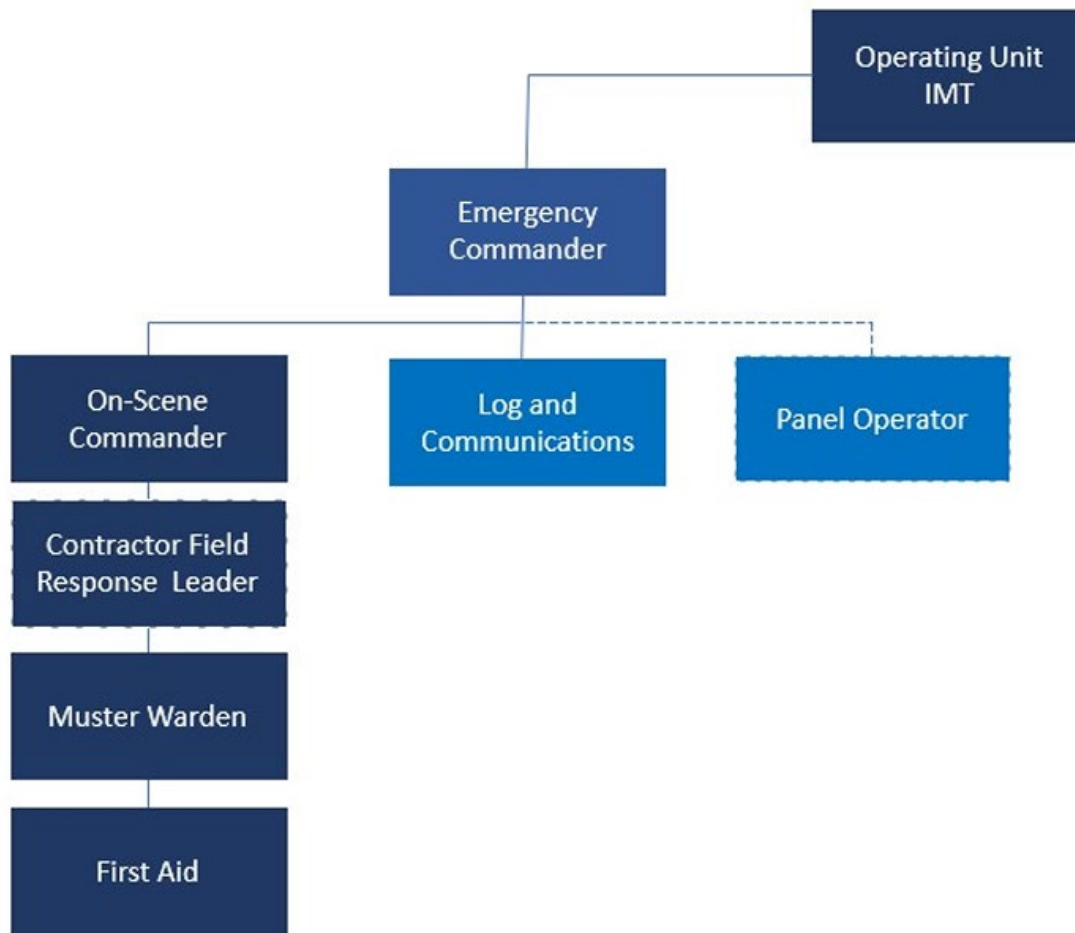 Operating Unit
IMT
Emergency
Commander
On-Scene
Commander
Log and
Communications
Panel Operator
Contractor Field
Response Leader
Muster Warden
First Aid